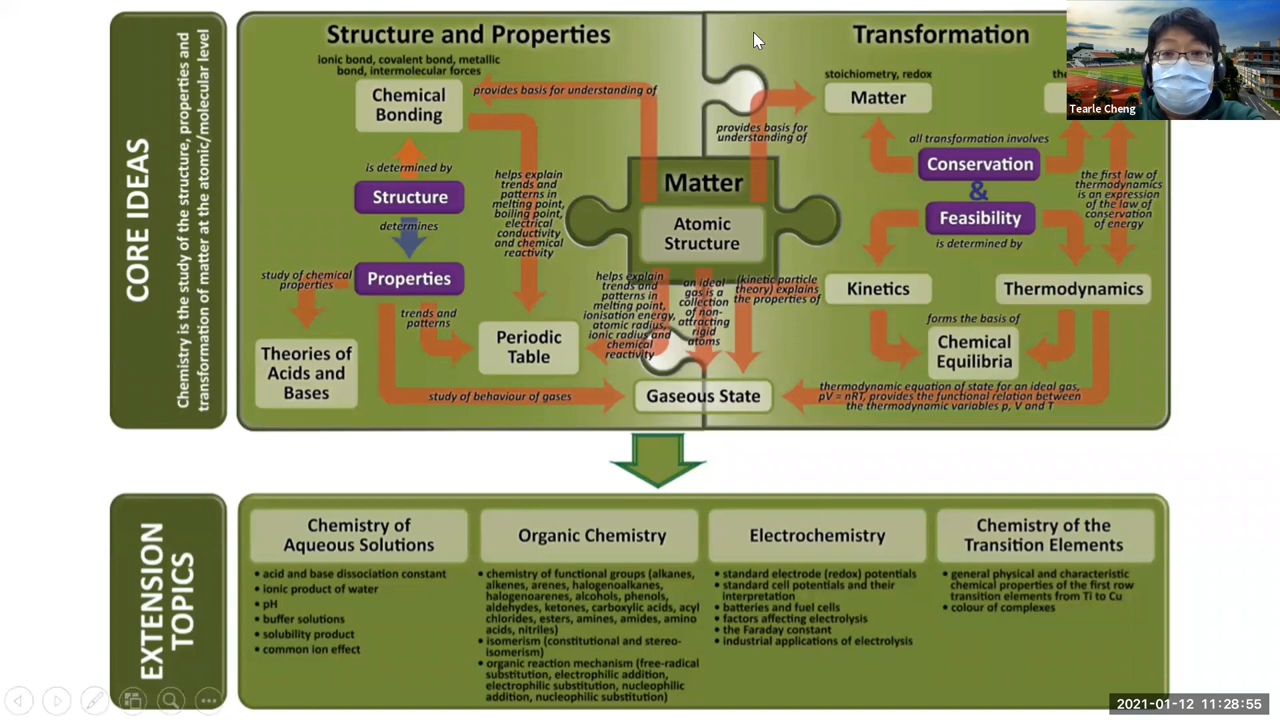 CORE IDEAS
Chemistry is the study of the structure, properties and
transformation of matter at the atomic/molecular level
Structure and Properties
ionic bond, covalent bond, metallic
bond, intermolecular forces
Chemical
Bonding
provides basis for understanding of
is determined by
Structure
determines
Properties
study of chemical
properties
trends and
patterns
Theories of
Acids and
Bases
helps explain
trends and
patterns in
melting point,
boiling point,
electrical
conductivity
and chemical
reactivity
Periodic
Table
study of behaviour of gases
Matter
Atomic
Structure
helps explain
trends and
patterns in
melting point,
ionisation energy,
atomic radius,
ionic radius and
chemical
reactivity
an ideal
gas is a
collection
of non-
attracting
rigid
atoms
(kinetic particle
theory) explains
the properties of
Gaseous State
Transformation
stoichiometry, redox
Matter
provides basis for
understanding of
all transformation involves
Conservation
&
Feasibility
is determined by
the first law of
thermodynamics
is an expression
of the law of
conservation
of energy
Kinetics
Thermodynamics
forms the basis of
Chemical
Equilibria
thermodynamic equation of state for an ideal gas,
pV = nRT, provides the functional relation between
the thermodynamic variables p, V and T
Tearle Cheng
EXTENSION
TOPICS
Chemistry of
Aqueous Solutions
• acid and base dissociation constant
• ionic product of water
• pH
• buffer solutions
• solubility product
• common ion effect
Organic Chemistry
• chemistry of functional groups (alkanes,
alkenes, arenes, halogenoalkanes,
halogenoarenes, alcohols, phenols,
aldehydes, ketones, carboxylic acids, acyl
chlorides, esters, amines, amides, amino
acids, nitriles)
• isomerism (constitutional and stereo-
isomerism)
• organic reaction mechanism (free-radical
substitution, electrophilic addition,
electrophilic substitution, nucleophilic
addition, nucleophilic substitution)
Electrochemistry
• standard electrode (redox) potentials
• standard cell potentials and their
interpretation
• batteries and fuel cells
• factors affecting electrolysis
• the Faraday constant
• industrial applications of electrolysis
Chemistry of the
Transition Elements
• general physical and characteristic
chemical properties of the first row
transition elements from Ti to Cu
• colour of complexes
2021-01-12 11:28:55